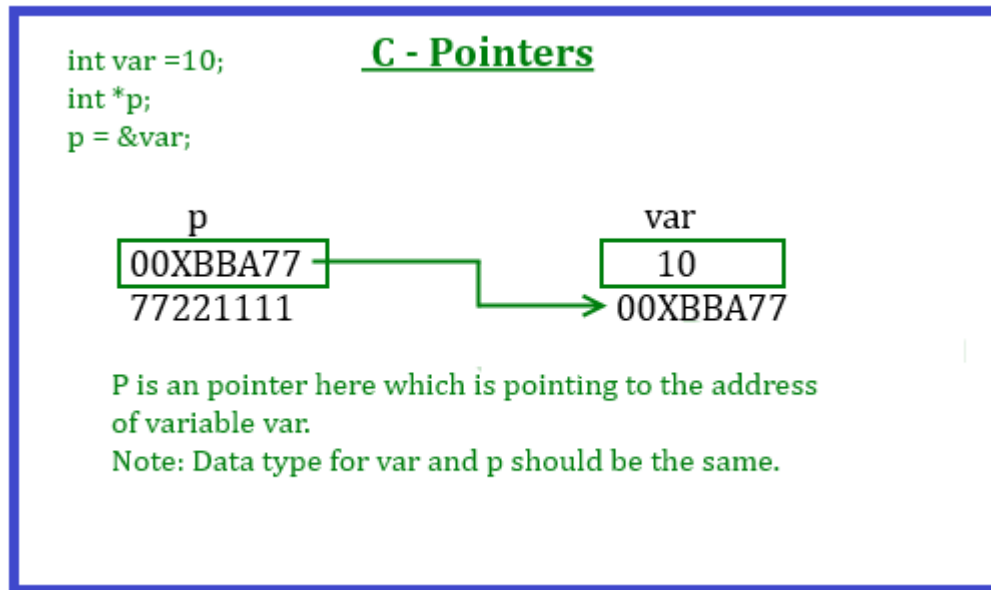 C - Pointers
int var =10;
int *p;
p = &var;
p
var
00XBBA77
10
77221111
00XBBA77
P is an pointer here which is pointing to the address
of variable var.
Note: Data type for var and p should be the same.